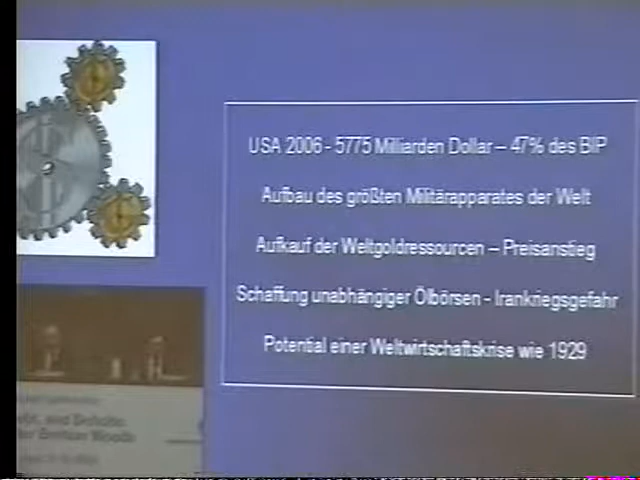 USA 2006 - 5775 Milliarden Dollar – 47% des BIP
Aufbau des größten Militärapparates der Welt
Aufkauf der Weltgoldressourcen – Preisanstieg
Schaffung unabhängiger Ölbörsen - Irankriegsgefahr
Potential einer Weltwirtschaftskrise wie 1929